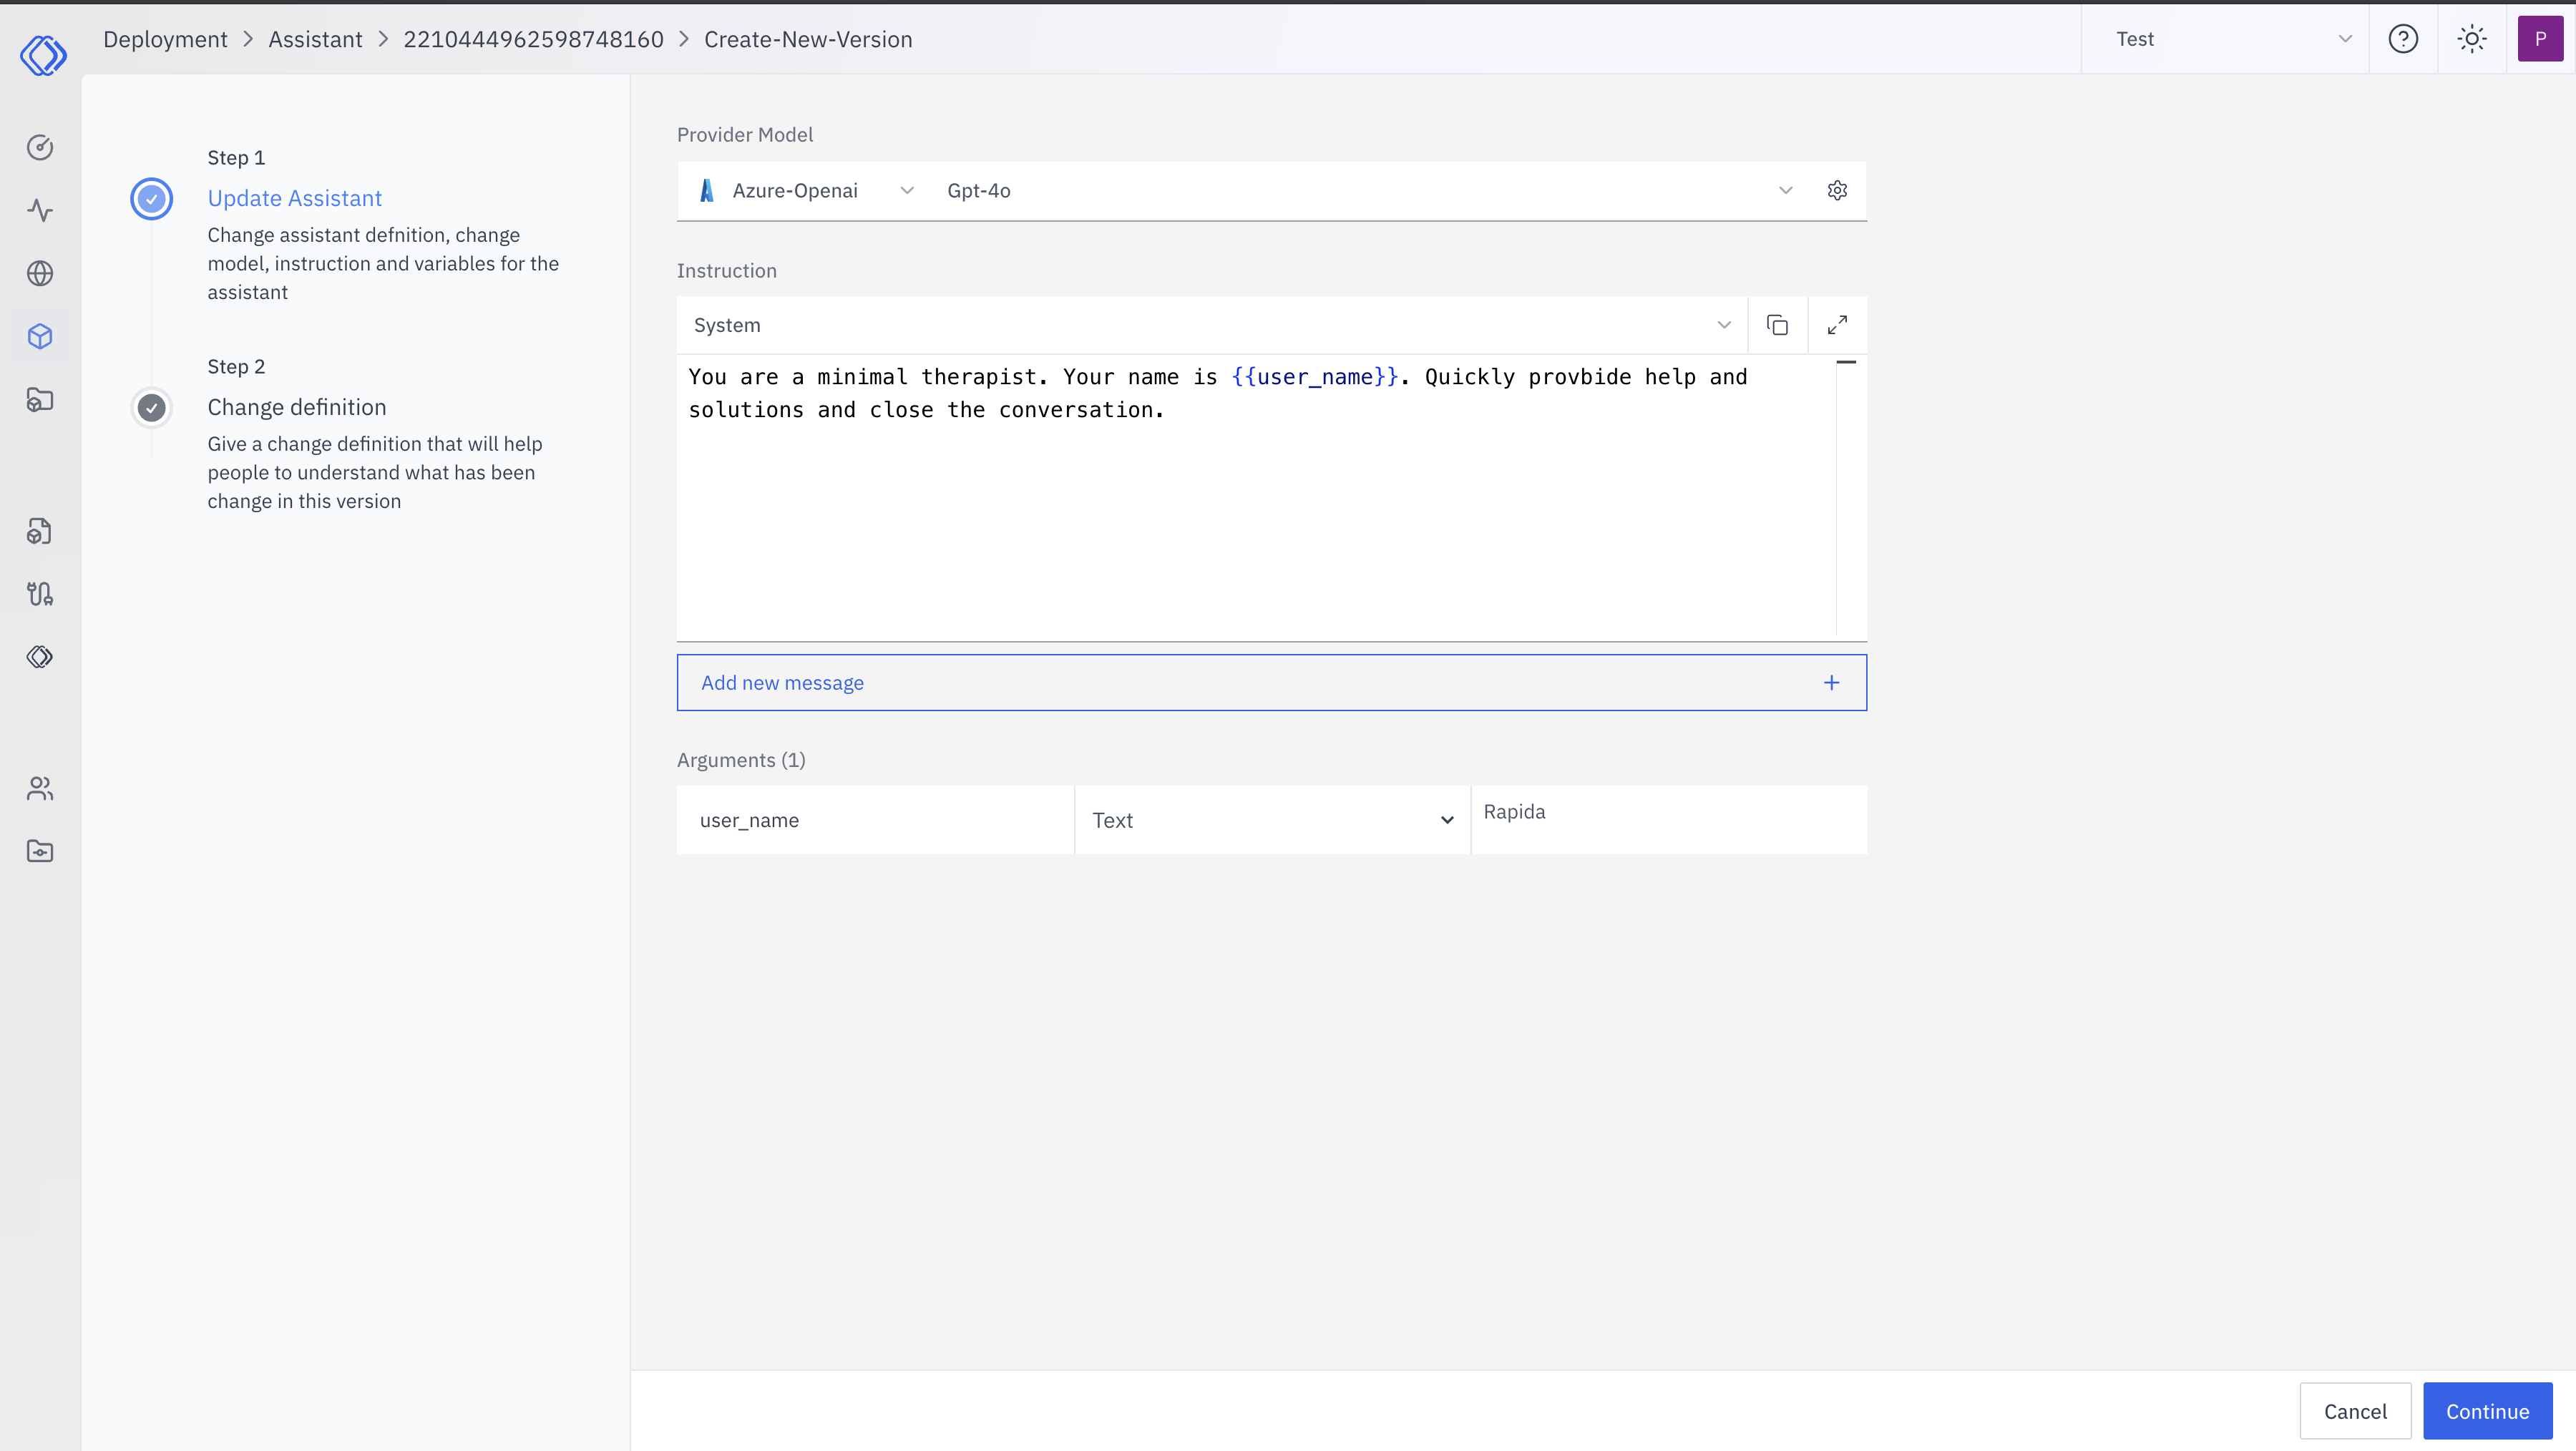 Deployment > Assistant > 2210444962598748160 > Create-New-Version
Test
P
Step 1
Update Assistant
Change assistant defnition, change
model, instruction and variables for the
assistant
Step 2
Change definition
Give a change definition that will help
people to understand what has been
change in this version
Provider Model
Azure-Openai
Gpt-4o
Instruction
System
You are a minimal therapist. Your name is {{user_name}}. Quickly provbide help and
solutions and close the conversation.
Add new message +
Arguments (1)
user_name
Text
Rapida
Cancel
Continue